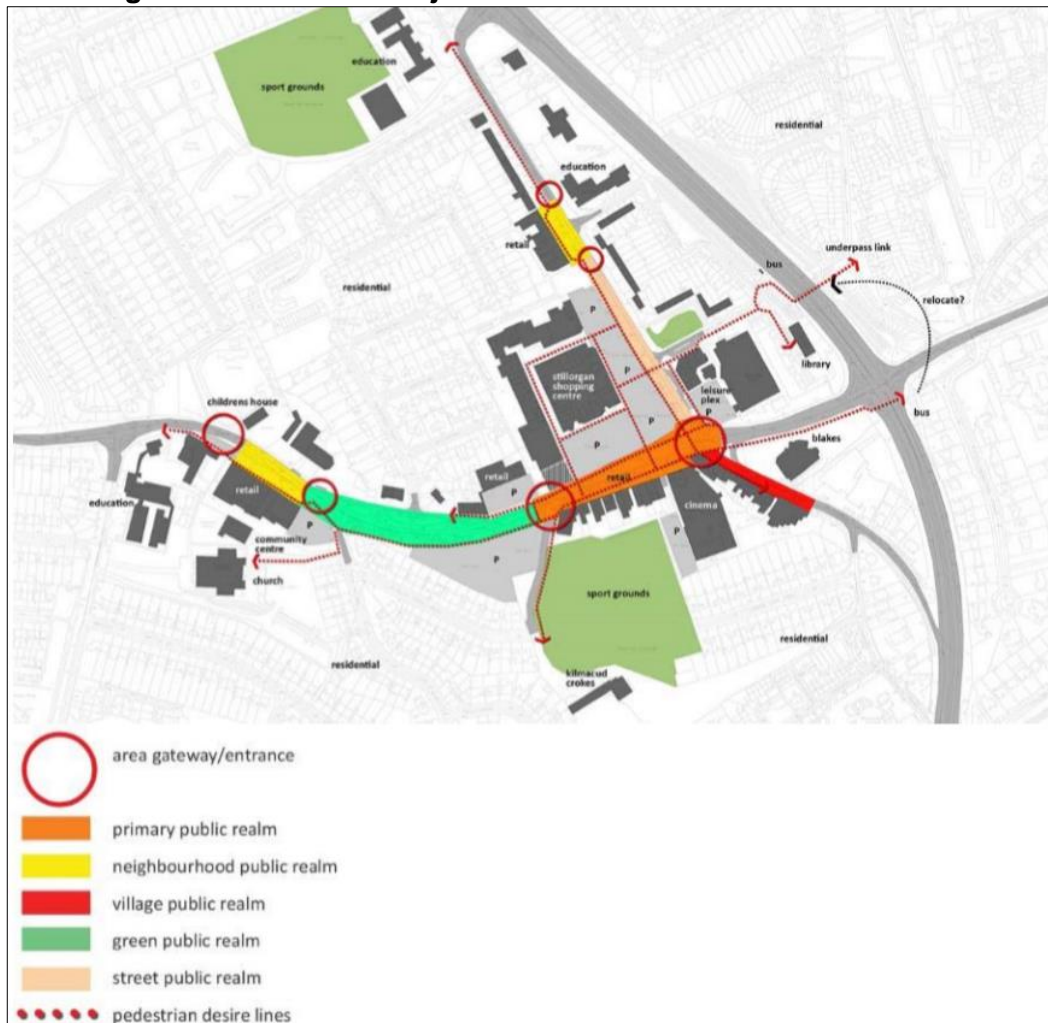 education
sport grounds
residential
education
retail
underpass link
bus
residential
relocate?
P
P
library
stillorgan
shopping
centre
leisure
plex
P
P
bus
childrens house
P
blakes
retail
retail
retail
P
education
cinema
P
community
centre
P
P
church
sport grounds
residential
residential
kilmacud
crokes
area gateway/entrance
primary public realm
neighbourhood public realm
village public realm
green public realm
street public realm
pedestrian desire lines